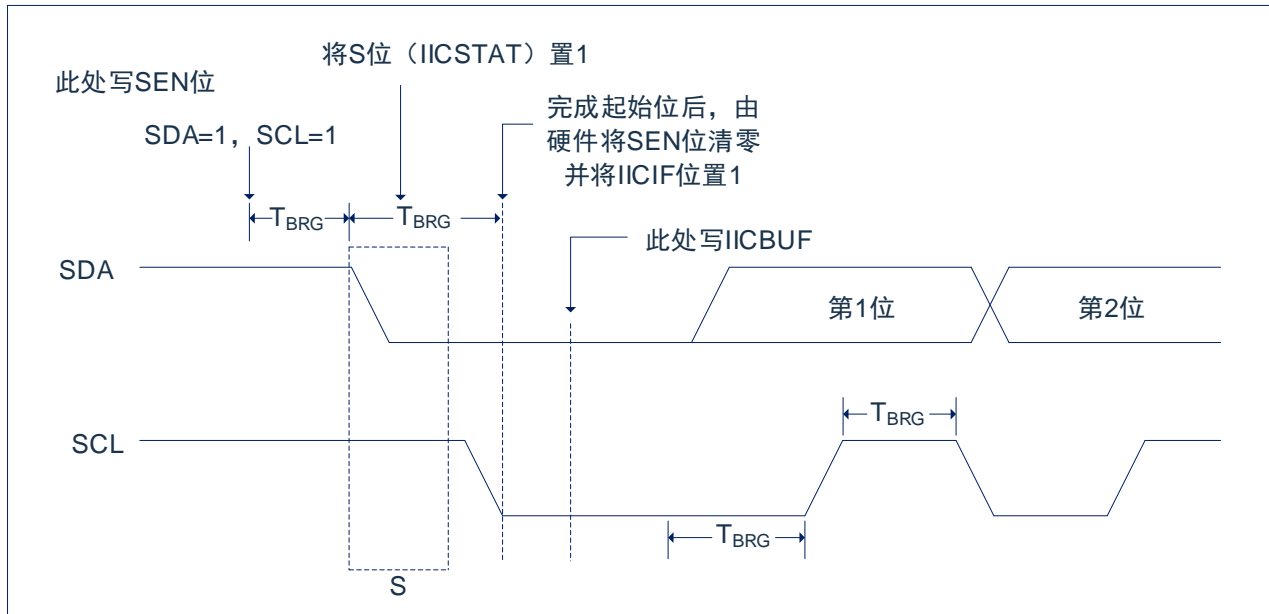 将S位（IICSTAT）置1
此处写SEN位
SDA=1，SCL=1
完成起始位后，由
硬件将SEN位清零
并将IICIF位置1
TBRG
TBRG
此处写IICBUF
SDA
第1位
第2位
TBRG
SCL
TBRG
S